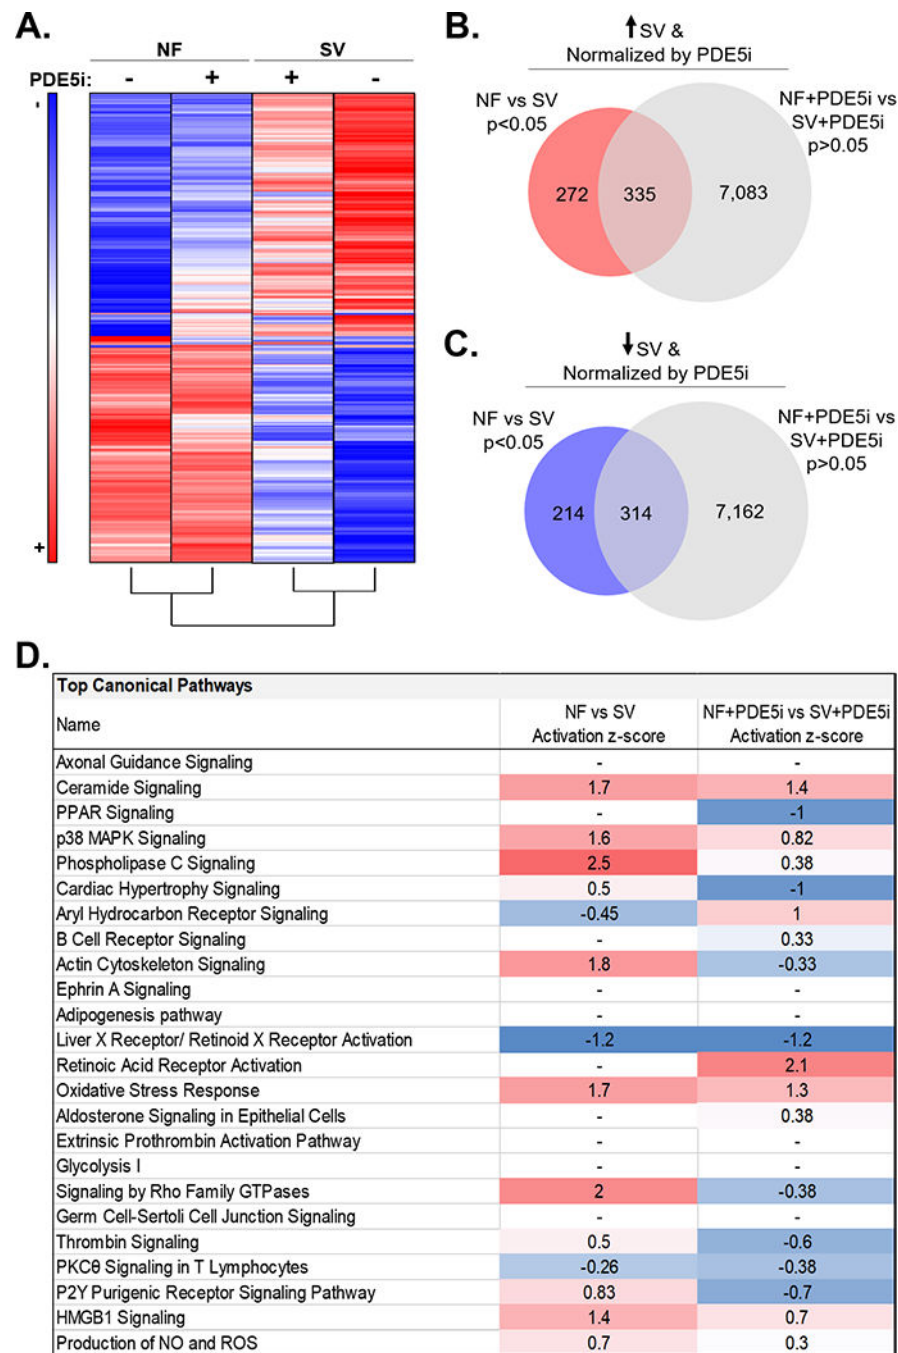 A.
NF SV
PDE5i: - + + -
-
+
B.
↑SV &
Normalized by PDE5i
NF vs SV
p<0.05
NF+PDE5i vs
SV+PDE5i
p>0.05
272 335 7,083
C.
↓SV &
Normalized by PDE5i
NF vs SV
p<0.05
NF+PDE5i vs
SV+PDE5i
p>0.05
214 314 7,162
D.
Top Canonical Pathways
Name
NF vs SV
Activation z-score
NF+PDE5i vs SV+PDE5i
Activation z-score
Axonal Guidance Signaling - -
Ceramide Signaling 1.7 1.4
PPAR Signaling - -1
p38 MAPK Signaling 1.6 0.82
Phospholipase C Signaling 2.5 0.38
Cardiac Hypertrophy Signaling 0.5 -1
Aryl Hydrocarbon Receptor Signaling -0.45 1
B Cell Receptor Signaling - 0.33
Actin Cytoskeleton Signaling 1.8 -0.33
Ephrin A Signaling - -
Adipogenesis pathway - -
Liver X Receptor/ Retinoid X Receptor Activation -1.2 -1.2
Retinoic Acid Receptor Activation - 2.1
Oxidative Stress Response 1.7 1.3
Aldosterone Signaling in Epithelial Cells - 0.38
Extrinsic Prothrombin Activation Pathway - -
Glycolysis I - -
Signaling by Rho Family GTPases 2 -0.38
Germ Cell-Sertoli Cell Junction Signaling - -
Thrombin Signaling 0.5 -0.6
PKCθ Signaling in T Lymphocytes -0.26 -0.38
P2Y Purigenic Receptor Signaling Pathway 0.83 -0.7
HMGB1 Signaling 1.4 0.7
Production of NO and ROS 0.7 0.3